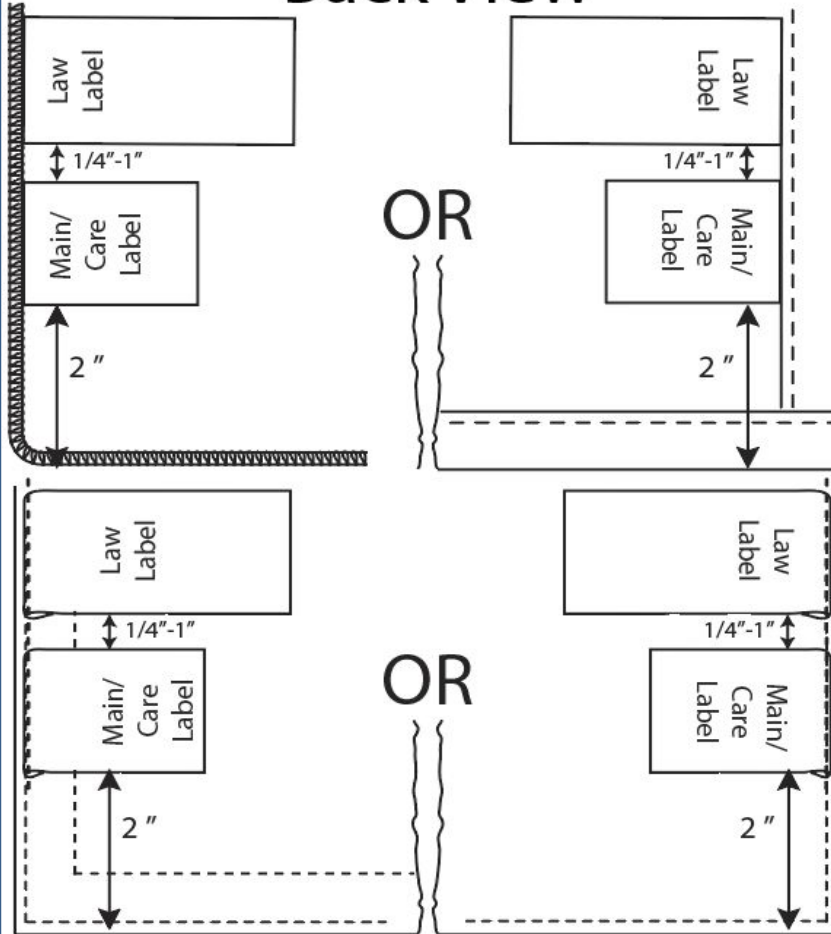 Back View
Law
Label
1/4"-1"
Main/
Care
Label
2 "
OR
Law
Label
1/4"-1"
Main/
Care
Label
2 "
Law
Label
1/4"-1"
Main/
Care
Label
2 "
OR
Law
Label
1/4"-1"
Main/
Care
Label
2 "